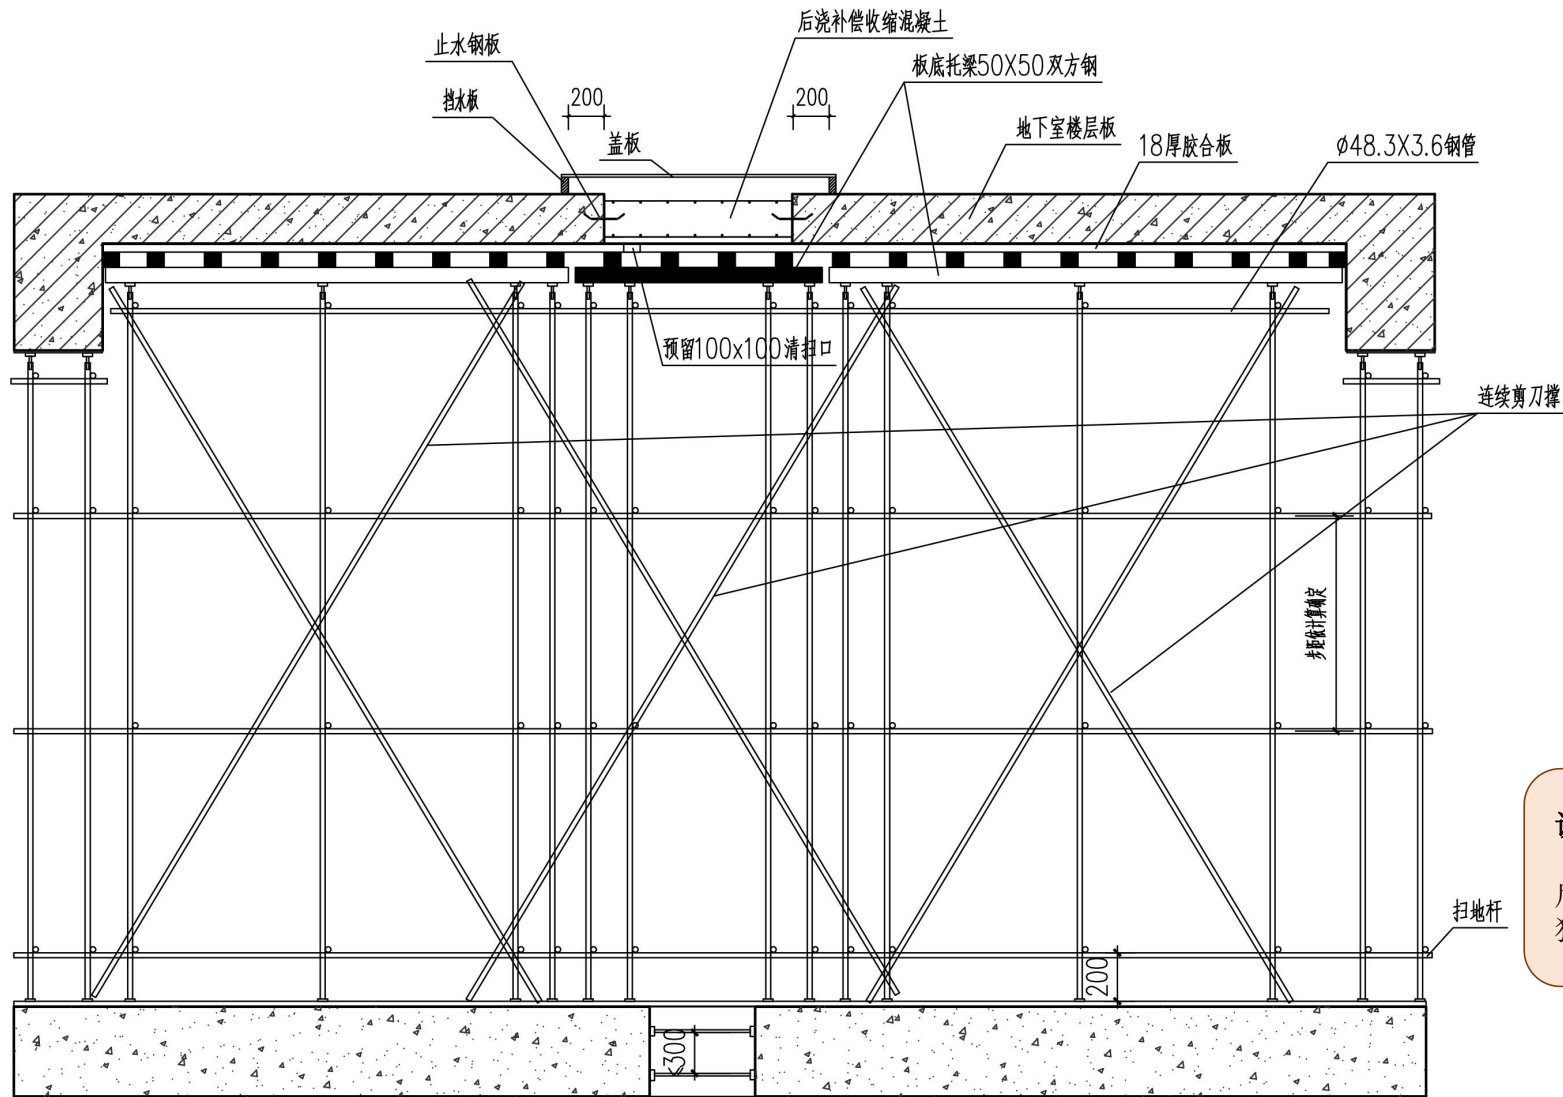 后浇补偿收缩混凝土
止水钢板
板底托梁50X50双方钢
挡水板
200
200
盖板
地下室楼层板
18厚胶合板
Ø48.3X3.6钢管
预留100x100清扫口
连续剪刀撑
步距依计算确定
扫地杆
200
≤300